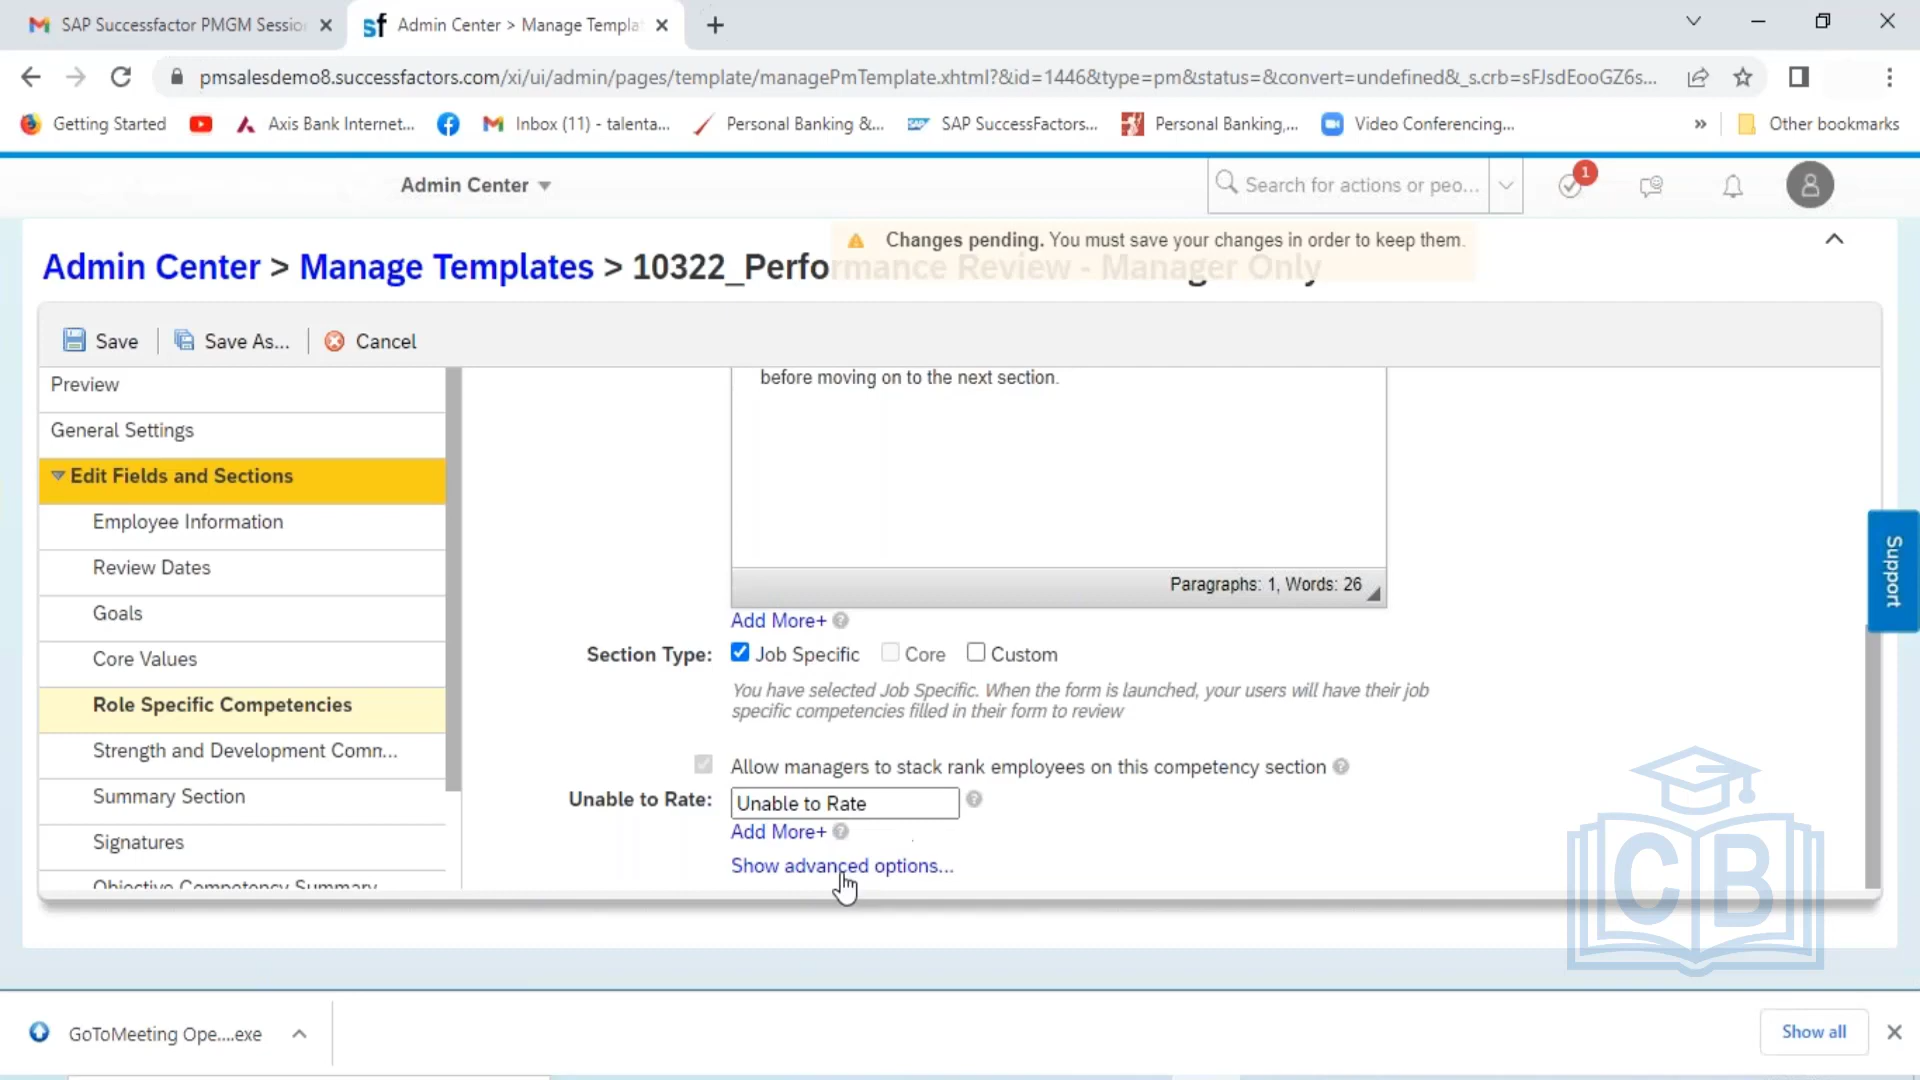 SAP Successfactor PMGM Session
sf Admin Center > Manage Templa
pmsalesdemo8.successfactors.com/xi/ui/admin/pages/template/managePmTemplate.xhtml?&id=1446&type=pm&status=&convert=undefined&_s.crb=sFJsdEooGZ6s...
Getting Started Axis Bank Internet... Inbox (11) - talenta... Personal Banking &... SAP SuccessFactors... Personal Banking,... Video Conferencing... » Other bookmarks
Admin Center Search for actions or peo... 1
Changes pending. You must save your changes in order to keep them.
Admin Center > Manage Templates > 10322_Performance Review - Manager Only
Save Save As... Cancel
Preview
before moving on to the next section.
General Settings
Edit Fields and Sections
Employee Information
Review Dates
Support
Paragraphs: 1, Words: 26
Goals
Add More+
Core Values
Section Type: Job Specific Core Custom
You have selected Job Specific. When the form is launched, your users will have their job
specific competencies filled in their form to review
Role Specific Competencies
Strength and Development Comm...
Allow managers to stack rank employees on this competency section
Summary Section
Unable to Rate: Unable to Rate
Add More+
Signatures
Show advanced options...
Objective Competency Summary
CB
GoToMeeting Ope....exe
Show all